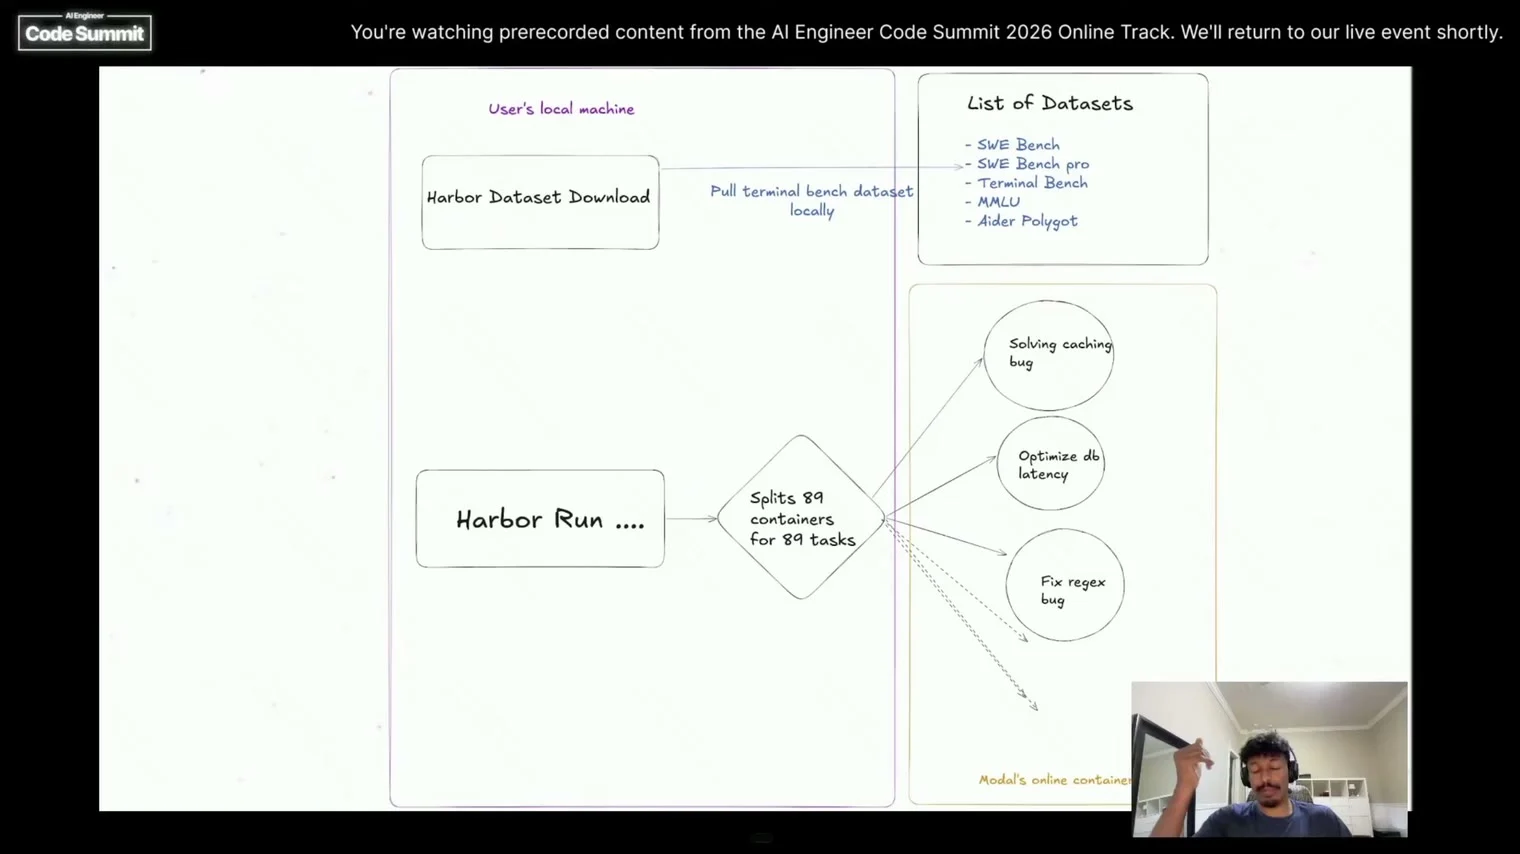 AI Engineer
Code Summit
You're watching prerecorded content from the AI Engineer Code Summit 2026 Online Track. We'll return to our live event shortly.
User's local machine
Harbor Dataset Download
Pull terminal bench dataset
locally
List of Datasets
- SWE Bench
- SWE Bench pro
- Terminal Bench
- MMLU
- Aider Polygot
Harbor Run ....
Splits 89
containers
for 89 tasks
Solving caching
bug
Optimize db
latency
Fix regex
bug
Modal's online container